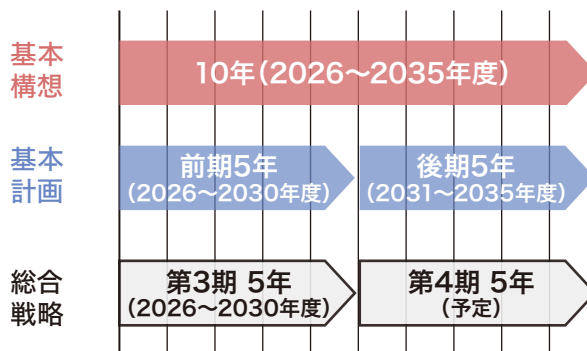 基本
構想
10年(2026〜2035年度)
基本
計画
前期5年
(2026〜2030年度)
後期5年
(2031〜2035年度)
総合
戦略
第3期 5年
(2026〜2030年度)
第4期 5年
(予定)